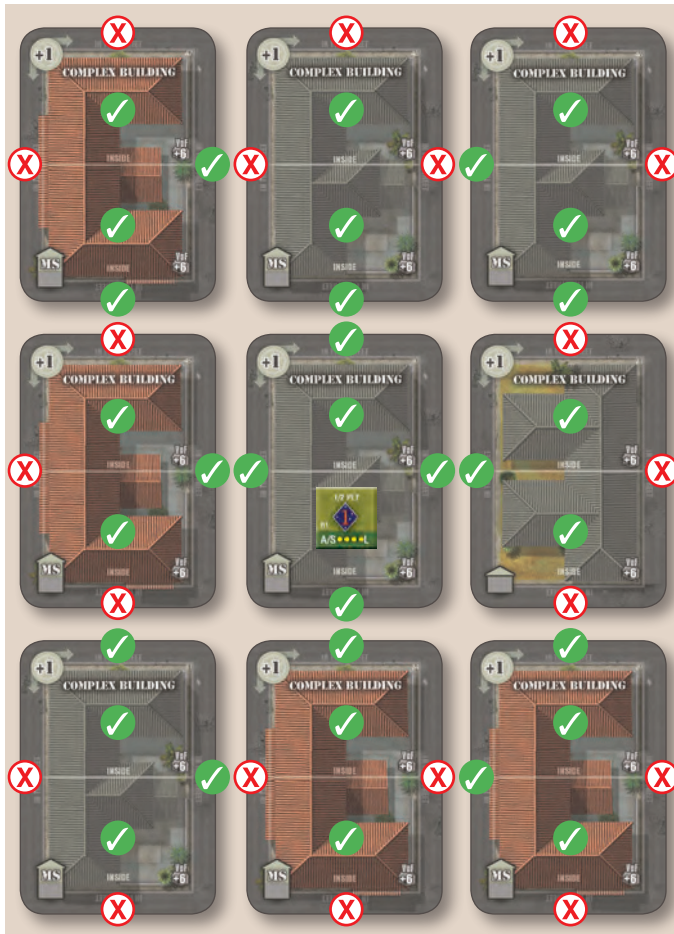 X X X
+1 +1 +1
COMPLEX BUILDING COMPLEX BUILDING COMPLEX BUILDING
✓ ✓ ✓
VoF VoF VoF
X INSIDE +6 ✓ X INSIDE +6 X ✓ INSIDE +6 X
✓ ✓ ✓
VoF VoF VoF
MS INSIDE +6 MS INSIDE +6 MS INSIDE +6
✓ ✓ ✓
X ✓ X
+1 +1 +1
COMPLEX BUILDING COMPLEX BUILDING COMPLEX BUILDING
✓ ✓ ✓
VoF VoF VoF
X INSIDE +6 ✓ ✓ INSIDE +6 ✓ ✓ +6 X
1/2 PLT
1
A/S L
✓ ✓
VoF VoF VoF
MS INSIDE +6 MS INSIDE +6 INSIDE +6
X ✓ X
✓ ✓ ✓
+1 +1 +1
COMPLEX BUILDING COMPLEX BUILDING COMPLEX BUILDING
✓ ✓ ✓
VoF VoF VoF
X INSIDE +6 ✓ X INSIDE +6 X ✓ INSIDE +6 X
✓ ✓ ✓
VoF VoF VoF
MS INSIDE +6 MS INSIDE +6 MS INSIDE +6
X X X